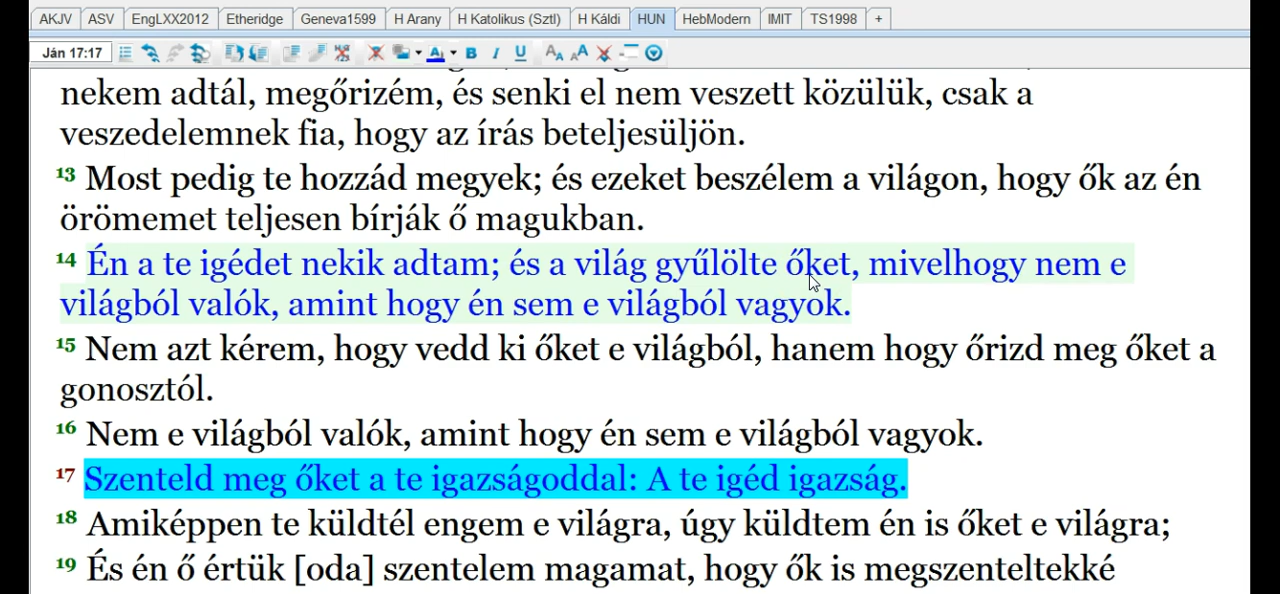 AKJV ASV EngLXX2012 Etheridge Geneva1599 H Arany H Katolikus (Sztl) H Káldi HUN HebModern IMIT TS1998 +
Ján 17:17
nekem adtál, megőrizém, és senki el nem veszett közülük, csak a
veszedelemnek fia, hogy az írás beteljesüljön.
13 Most pedig te hozzád megyek; és ezeket beszélem a világon, hogy ők az én
örömemet teljesen bírják ő magukban.
14 Én a te igédet nekik adtam; és a világ gyűlölte őket, mivelhogy nem e
világból valók, amint hogy én sem e világból vagyok.
15 Nem azt kérem, hogy vedd ki őket e világból, hanem hogy őrizd meg őket a
gonosztól.
16 Nem e világból valók, amint hogy én sem e világból vagyok.
17 Szenteld meg őket a te igazságoddal: A te igéd igazság.
18 Amiképpen te küldtél engem e világra, úgy küldtem én is őket e világra;
19 És én ő értük [oda] szentelem magamat, hogy ők is megszenteltekké